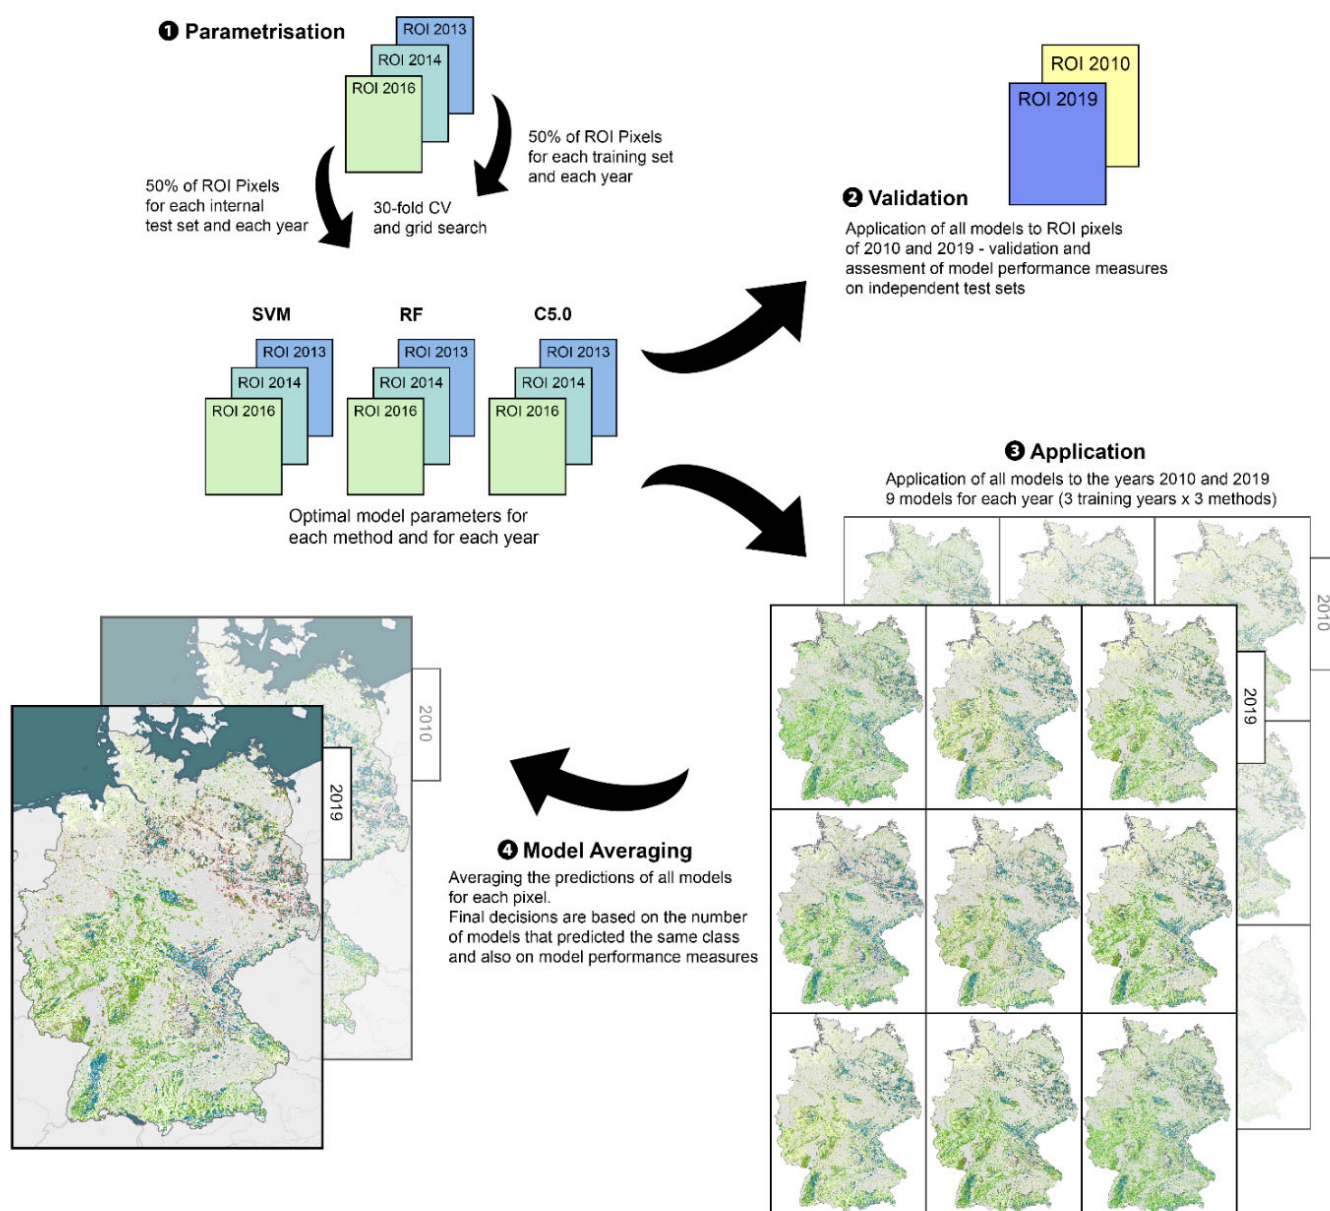 ❶ Parametrisation
ROI 2013
ROI 2014
ROI 2016
50% of ROI Pixels
for each training set
and each year
50% of ROI Pixels
for each internal
test set and each year
30-fold CV
and grid search
ROI 2010
ROI 2019
❷ Validation
Application of all models to ROI pixels
of 2010 and 2019 - validation and
assesment of model performance measures
on independent test sets
SVM
RF
C5.0
ROI 2013
ROI 2014
ROI 2016
ROI 2013
ROI 2014
ROI 2016
ROI 2013
ROI 2014
ROI 2016
Optimal model parameters for
each method and for each year
❸ Application
Application of all models to the years 2010 and 2019
9 models for each year (3 training years x 3 methods)
2010
2019
❹ Model Averaging
Averaging the predictions of all models
for each pixel.
Final decisions are based on the number
of models that predicted the same class
and also on model performance measures
2010
2019